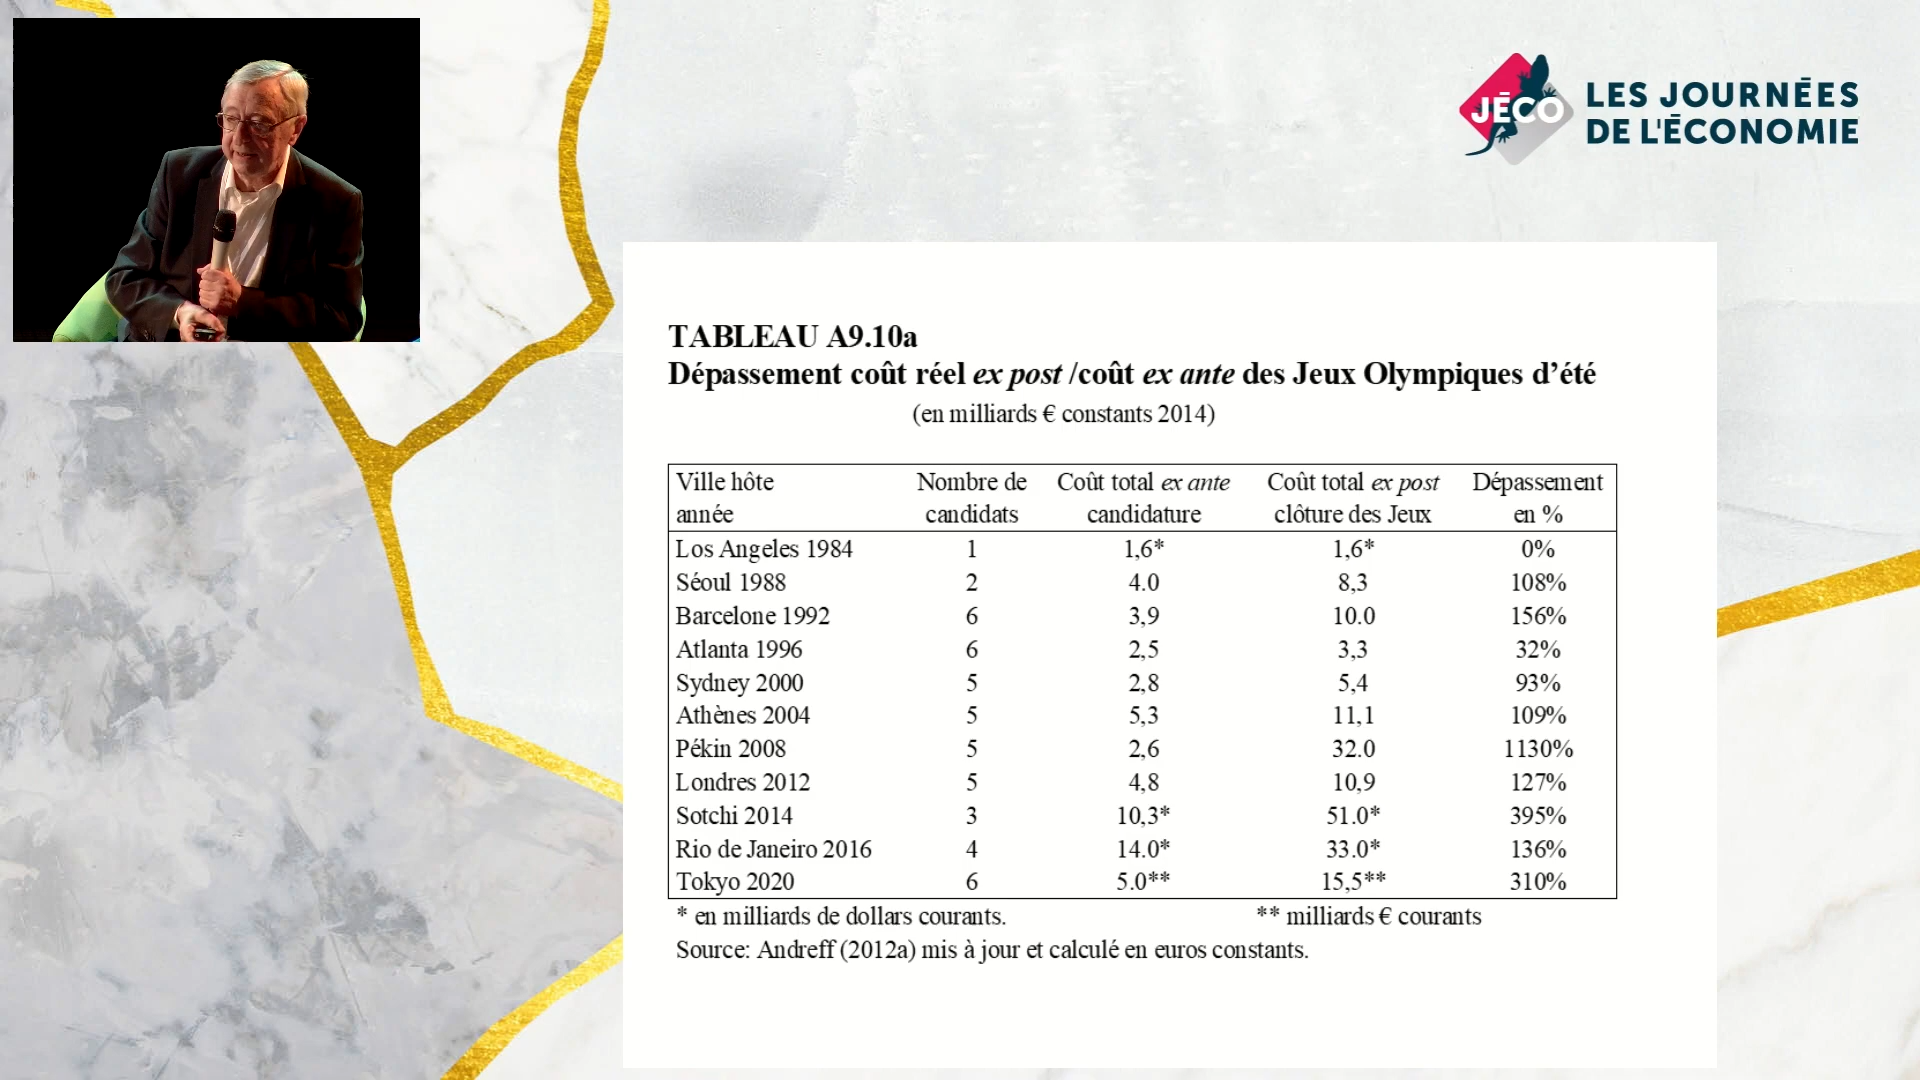 JÉCO
LES JOURNÉES
DE L'ÉCONOMIE
TABLEAU A9.10a
Dépassement coût réel ex post /coût ex ante des Jeux Olympiques d’été
(en milliards € constants 2014)
Ville hôte Nombre de Coût total ex ante Coût total ex post Dépassement
année candidats candidature clôture des Jeux en %
Los Angeles 1984 1 1,6* 1,6* 0%
Séoul 1988 2 4.0 8,3 108%
Barcelone 1992 6 3,9 10.0 156%
Atlanta 1996 6 2,5 3,3 32%
Sydney 2000 5 2,8 5,4 93%
Athènes 2004 5 5,3 11,1 109%
Pékin 2008 5 2,6 32.0 1130%
Londres 2012 5 4,8 10,9 127%
Sotchi 2014 3 10,3* 51.0* 395%
Rio de Janeiro 2016 4 14.0* 33.0* 136%
Tokyo 2020 6 5.0** 15,5** 310%
* en milliards de dollars courants. ** milliards € courants
Source: Andreff (2012a) mis à jour et calculé en euros constants.